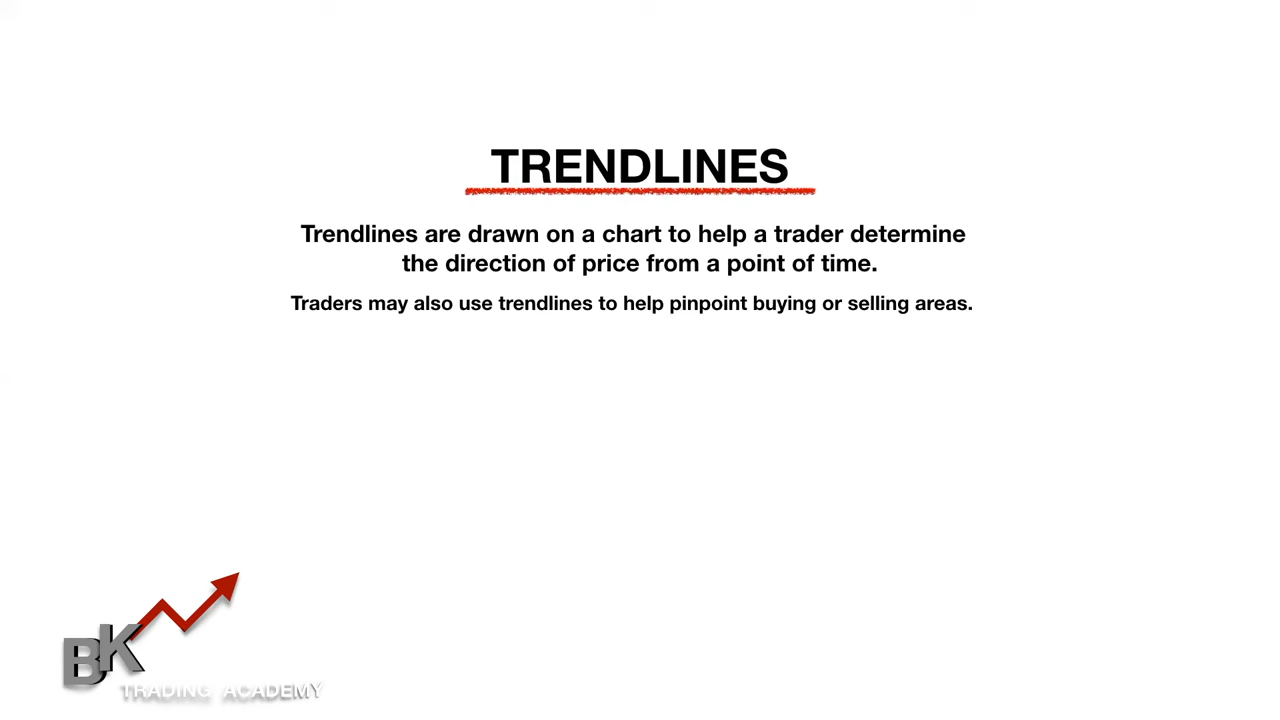 TRENDLINES
Trendlines are drawn on a chart to help a trader determine
the direction of price from a point of time.
Traders may also use trendlines to help pinpoint buying or selling areas.
BK
TRADING ACADEMY